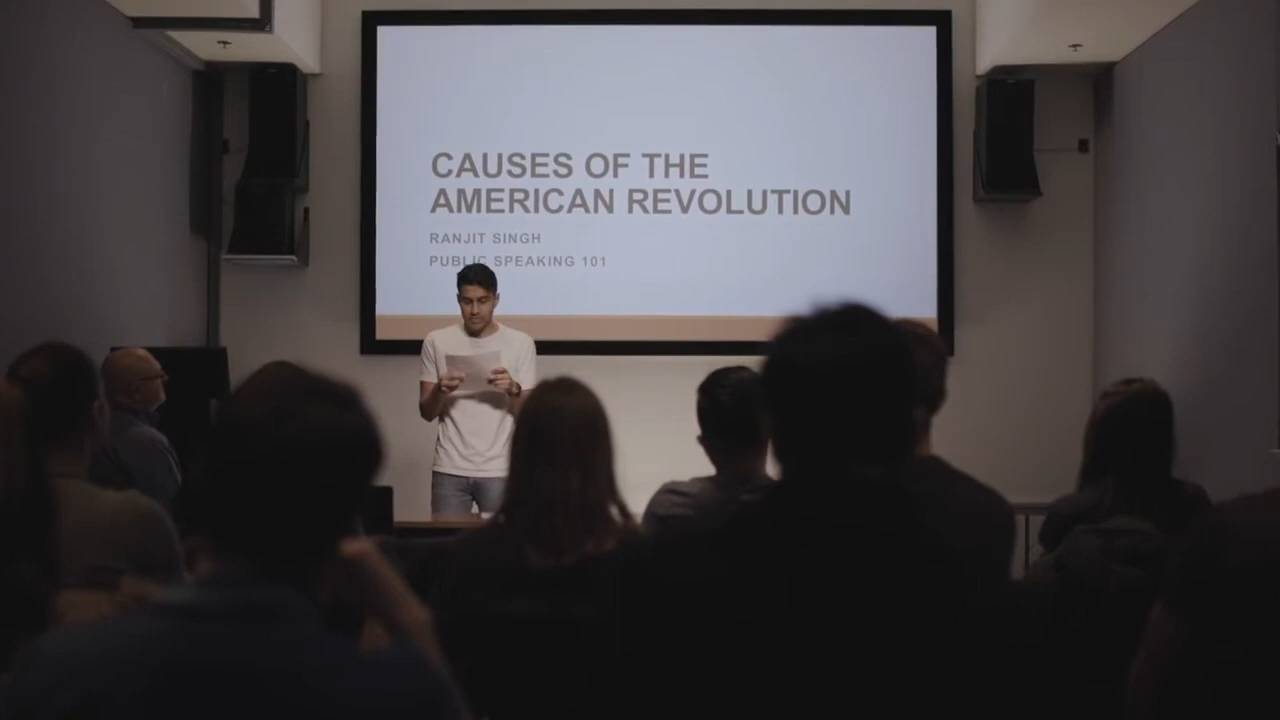 CAUSES OF THE
AMERICAN REVOLUTION
RANJIT SINGH
PUBLIC SPEAKING 101